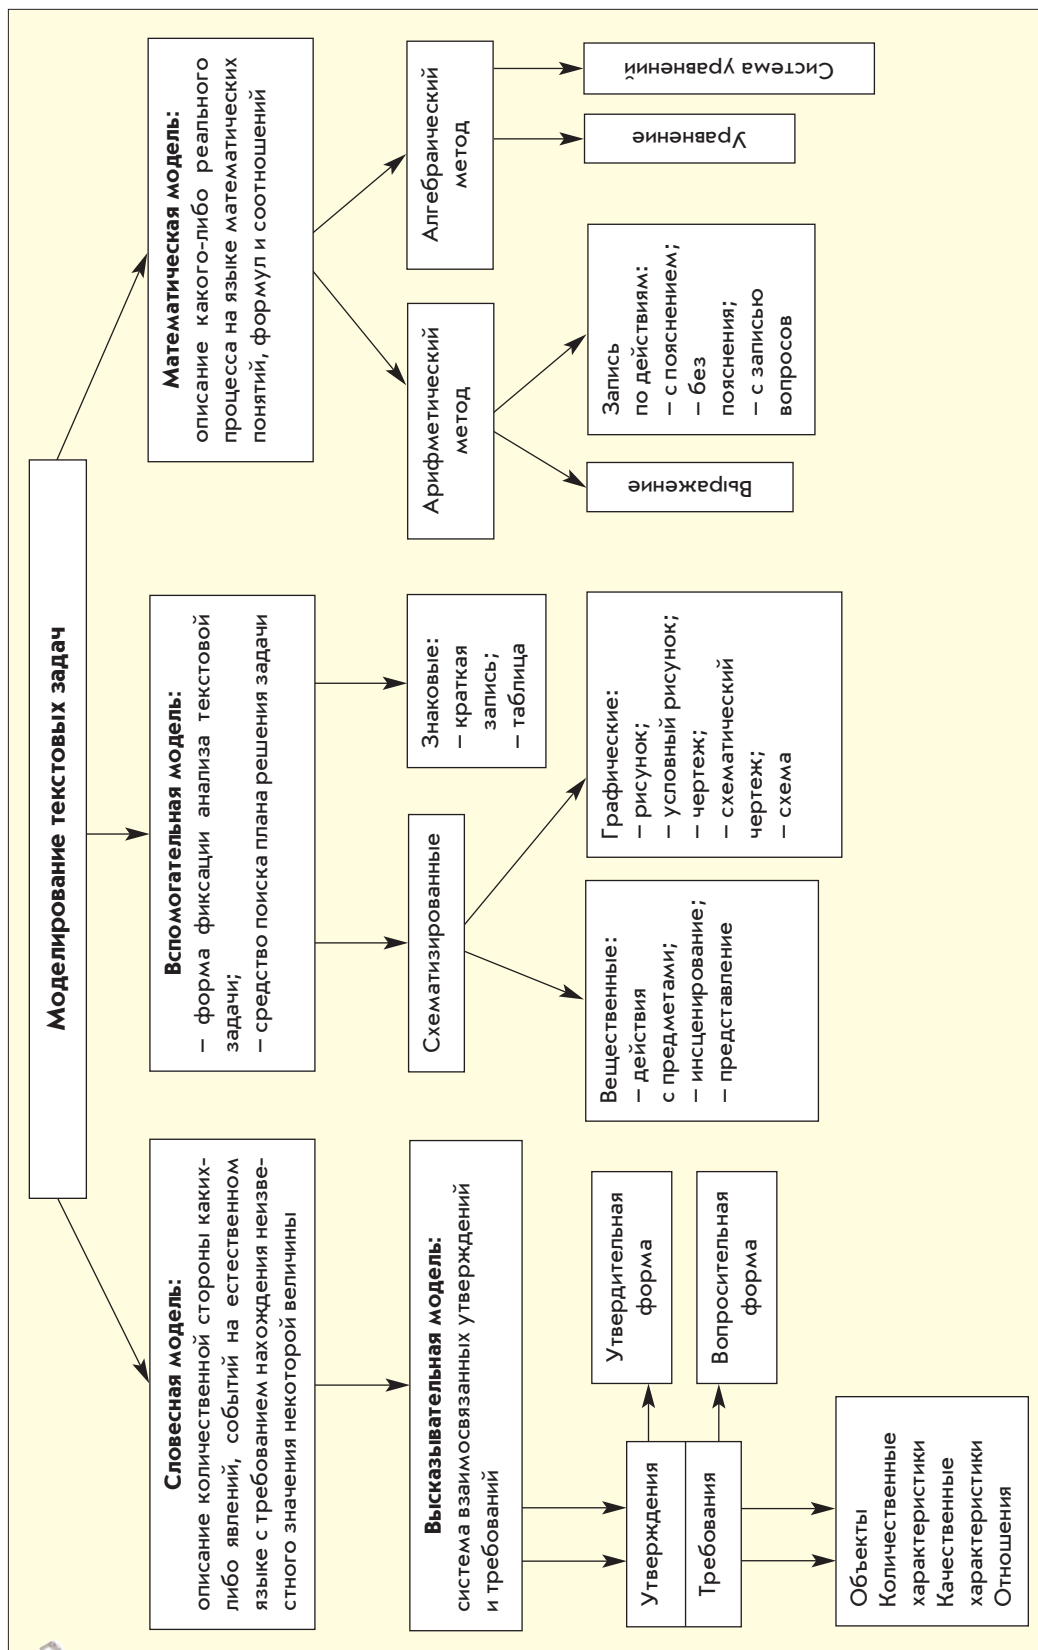 Моделирование текстовых задач
Словесная модель:
описание количественной стороны каких-
либо явлений, событий на естественном
языке с требованием нахождения неизве-
стного значения некоторой величины
Высказывательная модель:
система взаимосвязанных утверждений
и требований
Утверждения
Требования
Утвердительная
форма
Вопросительная
форма
Объекты
Количественные
характеристики
Качественные
характеристики
Отношения
Вспомогательная модель:
– форма фиксации анализа текстовой
задачи;
– средство поиска плана решения задачи
Схематизированные
Знаковые:
– краткая
запись;
– таблица
Вещественные:
– действия
с предметами;
– инсценирование;
– представление
Графические:
– рисунок;
– условный рисунок;
– чертеж;
– схематический
чертеж;
– схема
Математическая модель:
описание какого-либо реального
процесса на языке математических
понятий, формул и соотношений
Арифметический
метод
Алгебраический
метод
Выражение
Запись
по действиям:
– с пояснением;
– без
пояснения;
– с записью
вопросов
Уравнение
Система уравнений